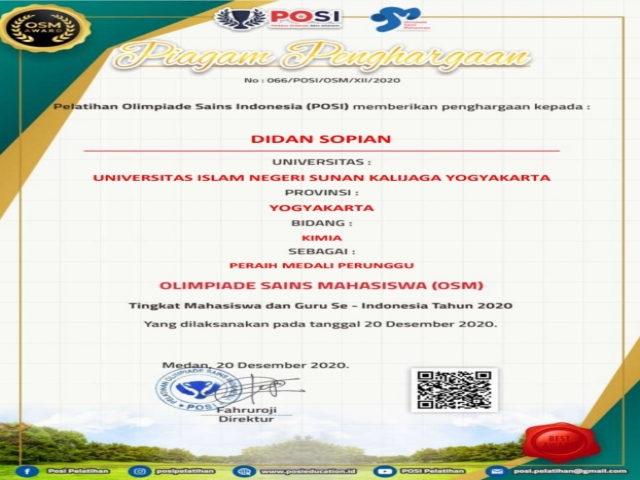 OSM
AWARD
POSI
Piagam Penghargaan
No : 066/POSI/OSM/XII/2020
Pelatihan Olimpiade Sains Indonesia (POSI) memberikan penghargaan kepada :
DIDAN SOPIAN
UNIVERSITAS :
UNIVERSITAS ISLAM NEGERI SUNAN KALIJAGA YOGYAKARTA
PROVINSI :
YOGYAKARTA
BIDANG :
KIMIA
SEBAGAI :
PERAIH MEDALI PERUNGGU
OLIMPIADE SAINS MAHASISWA (OSM)
Tingkat Mahasiswa dan Guru Se - Indonesia Tahun 2020
Yang dilaksanakan pada tanggal 20 Desember 2020.
Medan, 20 Desember 2020.
POSI
Fahruroji
Direktur
BEST
AWARD
Posi Pelatihan
posipelatihan
www.posieducation.id
POSI Pelatihan
posi.pelatihan@gmail.com